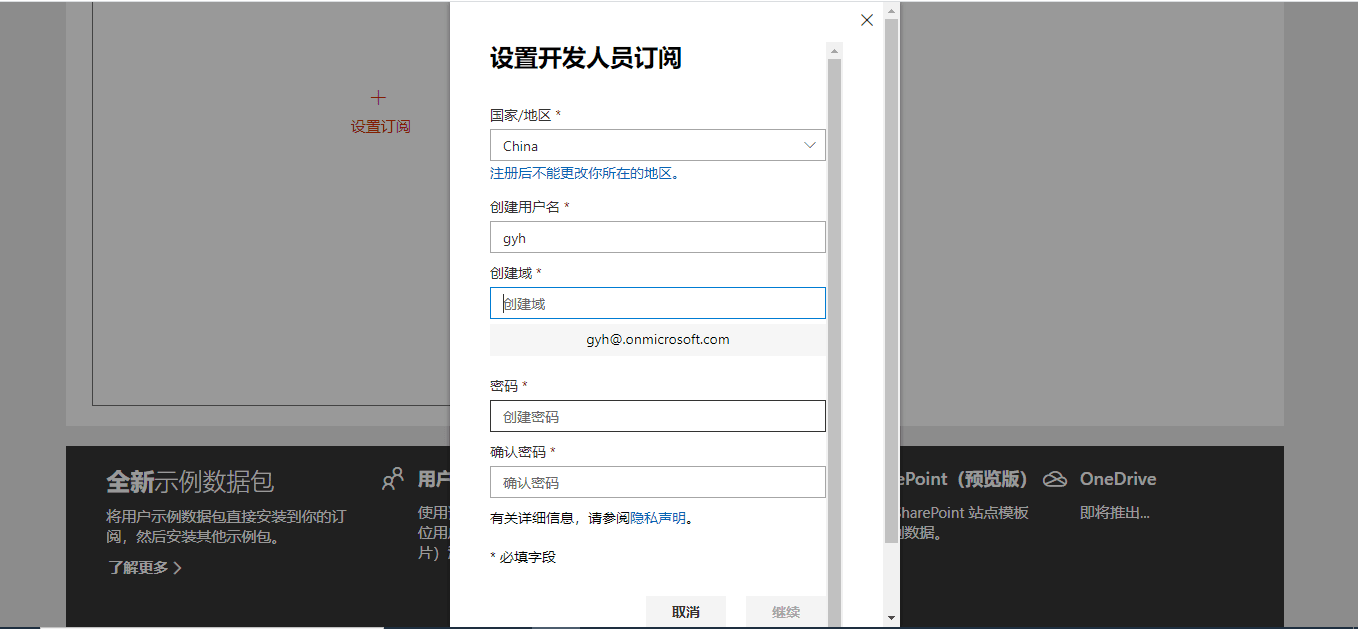 设置订阅
设置开发人员订阅
国家/地区 *
China
注册后不能更改你所在的地区。
创建用户名 *
gyh
创建域 *
创建域
gyh@.onmicrosoft.com
密码 *
创建密码
确认密码 *
确认密码
有关详细信息，请参阅隐私声明。
* 必填字段
取消
继续
全新示例数据包
将用户示例数据包直接安装到你的订
阅，然后安装其他示例包。
了解更多
用户
使用
位用
片）
ePoint（预览版）
SharePoint 站点模板
数据。
OneDrive
即将推出...